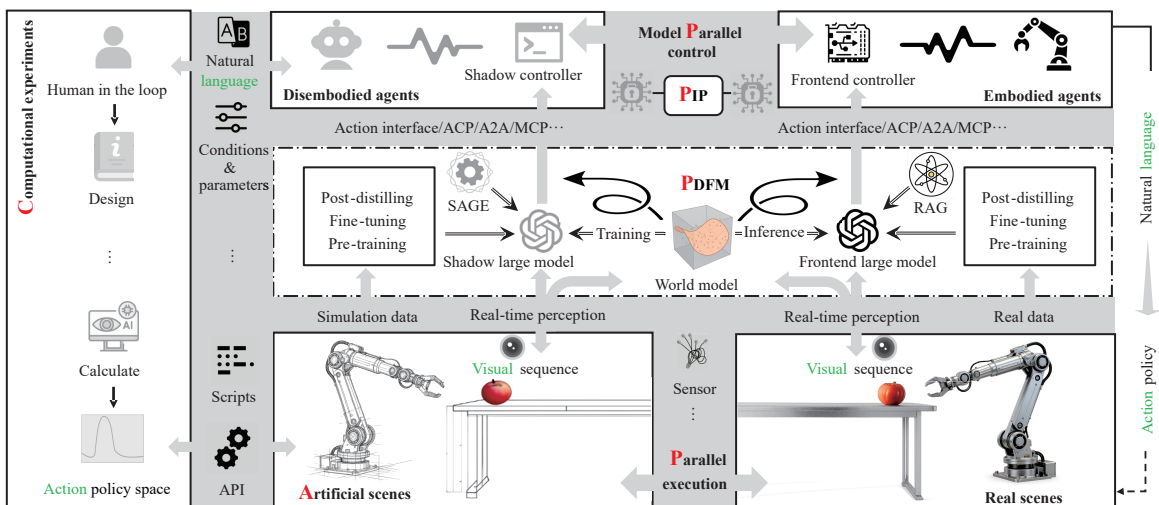 Computational experiments
Human in the loop
Design
⋮
Calculate
AI
Action policy space
A
B
Natural
language
Conditions
&
parameters
⋮
Scripts
API
Shadow controller
Disembodied agents
Model Parallel
control
PIP
Frontend controller
Embodied agents
Action interface/ACP/A2A/MCP···
Action interface/ACP/A2A/MCP···
Post-distilling
Fine-tuning
Pre-training
SAGE
Shadow large model
PDFM
Training
Inference
World model
RAG
Frontend large model
Post-distilling
Fine-tuning
Pre-training
Simulation data
Real-time perception
Real-time perception
Real data
Visual sequence
Artificial scenes
Sensor
⋮
Parallel
execution
Visual sequence
Real scenes
Natural language
Action policy